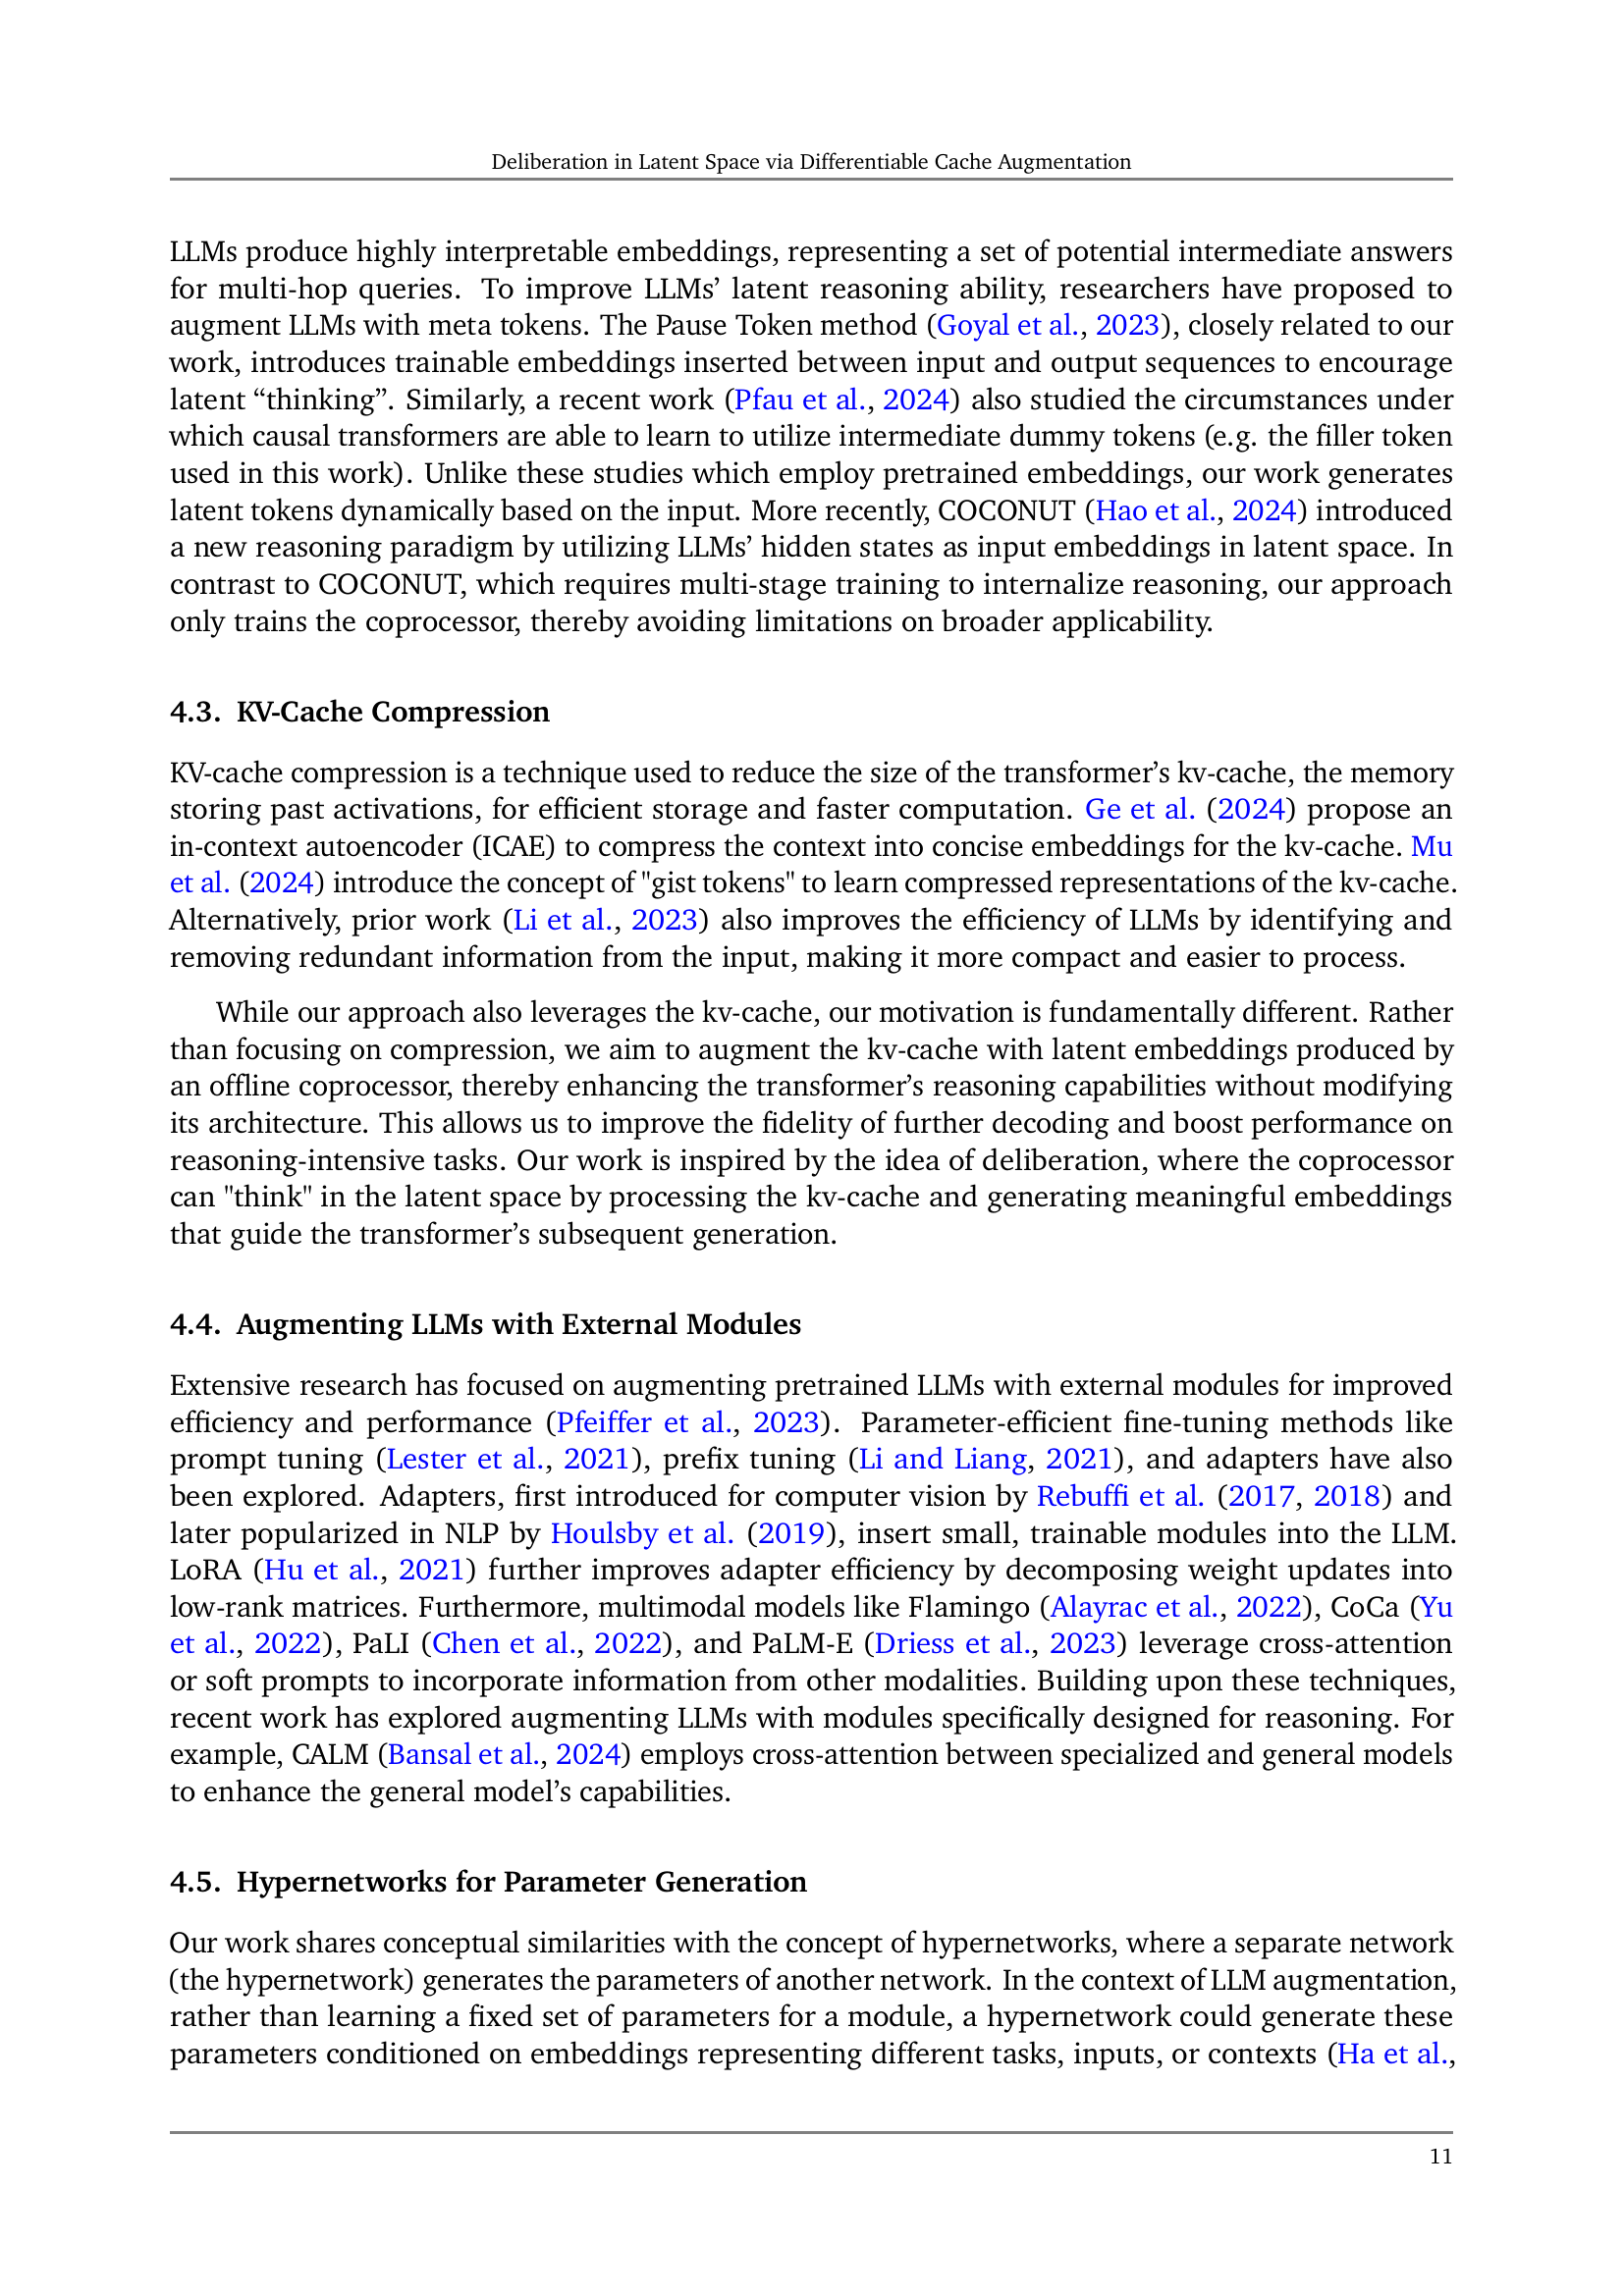 Deliberation in Latent Space via Differentiable Cache Augmentation
LLMs produce highly interpretable embeddings, representing a set of potential intermediate answers
for multi-hop queries. To improve LLMs’ latent reasoning ability, researchers have proposed to
augment LLMs with meta tokens. The Pause Token method (Goyal et al., 2023), closely related to our
work, introduces trainable embeddings inserted between input and output sequences to encourage
latent “thinking”. Similarly, a recent work (Pfau et al., 2024) also studied the circumstances under
which causal transformers are able to learn to utilize intermediate dummy tokens (e.g. the filler token
used in this work). Unlike these studies which employ pretrained embeddings, our work generates
latent tokens dynamically based on the input. More recently, COCONUT (Hao et al., 2024) introduced
a new reasoning paradigm by utilizing LLMs’ hidden states as input embeddings in latent space. In
contrast to COCONUT, which requires multi-stage training to internalize reasoning, our approach
only trains the coprocessor, thereby avoiding limitations on broader applicability.
4.3. KV-Cache Compression
KV-cache compression is a technique used to reduce the size of the transformer’s kv-cache, the memory
storing past activations, for efficient storage and faster computation. Ge et al. (2024) propose an
in-context autoencoder (ICAE) to compress the context into concise embeddings for the kv-cache. Mu
et al. (2024) introduce the concept of "gist tokens" to learn compressed representations of the kv-cache.
Alternatively, prior work (Li et al., 2023) also improves the efficiency of LLMs by identifying and
removing redundant information from the input, making it more compact and easier to process.
While our approach also leverages the kv-cache, our motivation is fundamentally different. Rather
than focusing on compression, we aim to augment the kv-cache with latent embeddings produced by
an offline coprocessor, thereby enhancing the transformer’s reasoning capabilities without modifying
its architecture. This allows us to improve the fidelity of further decoding and boost performance on
reasoning-intensive tasks. Our work is inspired by the idea of deliberation, where the coprocessor
can "think" in the latent space by processing the kv-cache and generating meaningful embeddings
that guide the transformer’s subsequent generation.
4.4. Augmenting LLMs with External Modules
Extensive research has focused on augmenting pretrained LLMs with external modules for improved
efficiency and performance (Pfeiffer et al., 2023). Parameter-efficient fine-tuning methods like
prompt tuning (Lester et al., 2021), prefix tuning (Li and Liang, 2021), and adapters have also
been explored. Adapters, first introduced for computer vision by Rebuffi et al. (2017, 2018) and
later popularized in NLP by Houlsby et al. (2019), insert small, trainable modules into the LLM.
LoRA (Hu et al., 2021) further improves adapter efficiency by decomposing weight updates into
low-rank matrices. Furthermore, multimodal models like Flamingo (Alayrac et al., 2022), CoCa (Yu
et al., 2022), PaLI (Chen et al., 2022), and PaLM-E (Driess et al., 2023) leverage cross-attention
or soft prompts to incorporate information from other modalities. Building upon these techniques,
recent work has explored augmenting LLMs with modules specifically designed for reasoning. For
example, CALM (Bansal et al., 2024) employs cross-attention between specialized and general models
to enhance the general model’s capabilities.
4.5. Hypernetworks for Parameter Generation
Our work shares conceptual similarities with the concept of hypernetworks, where a separate network
(the hypernetwork) generates the parameters of another network. In the context of LLM augmentation,
rather than learning a fixed set of parameters for a module, a hypernetwork could generate these
parameters conditioned on embeddings representing different tasks, inputs, or contexts (Ha et al.,
11